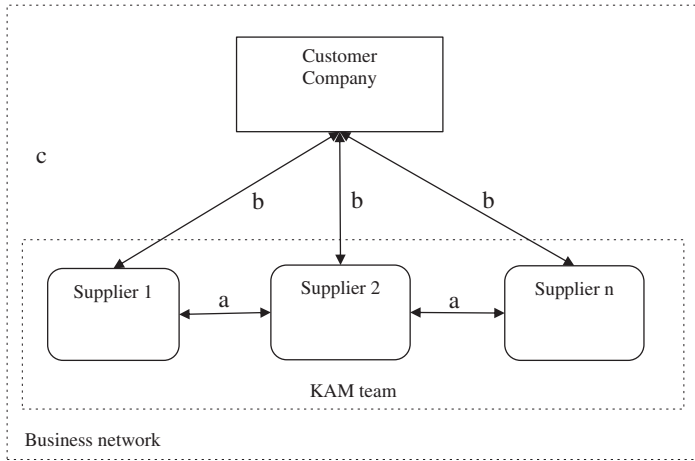 Customer
Company
c
b
b
b
Supplier 1
Supplier 2
Supplier n
a
a
KAM team
Business network